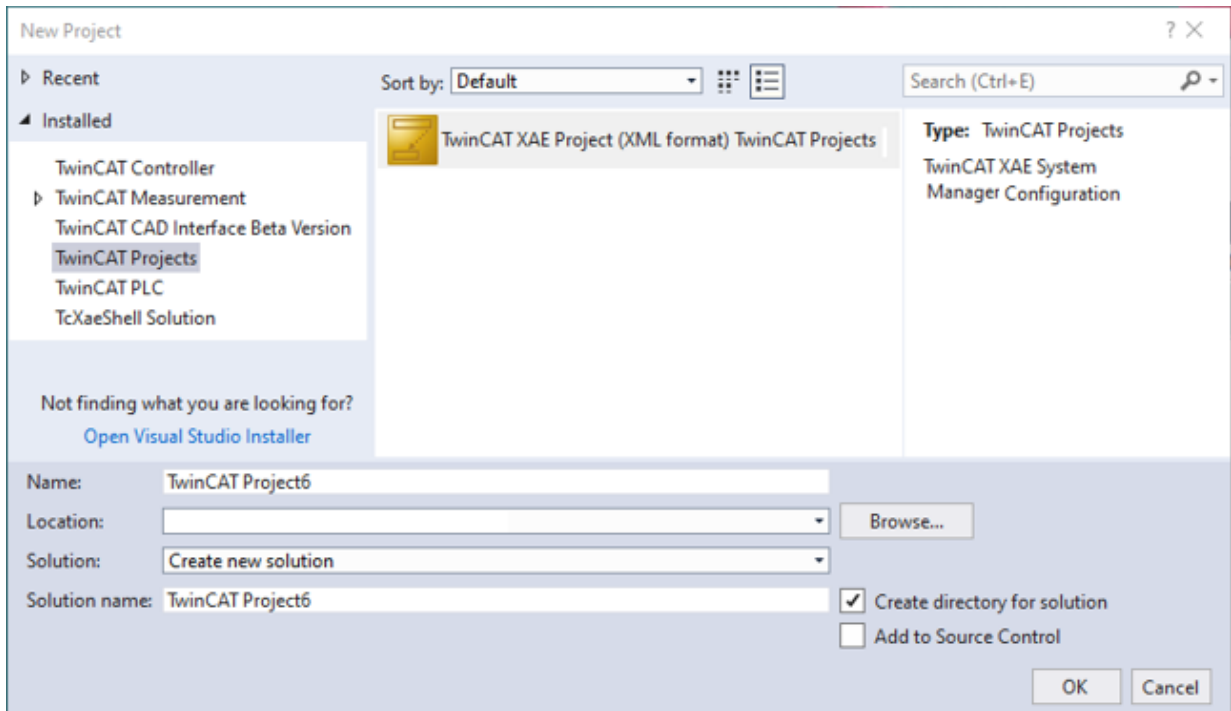 New Project
? ×
Recent
Installed
TwinCAT Controller
TwinCAT Measurement
TwinCAT CAD Interface Beta Version
TwinCAT Projects
TwinCAT PLC
TcXaeShell Solution
Not finding what you are looking for?
Open Visual Studio Installer
Sort by: Default
TwinCAT XAE Project (XML format) TwinCAT Projects
Search (Ctrl+E)
Type: TwinCAT Projects
TwinCAT XAE System
Manager Configuration
Name: TwinCAT Project6
Location:
Browse...
Solution: Create new solution
Solution name: TwinCAT Project6
Create directory for solution
Add to Source Control
OK
Cancel